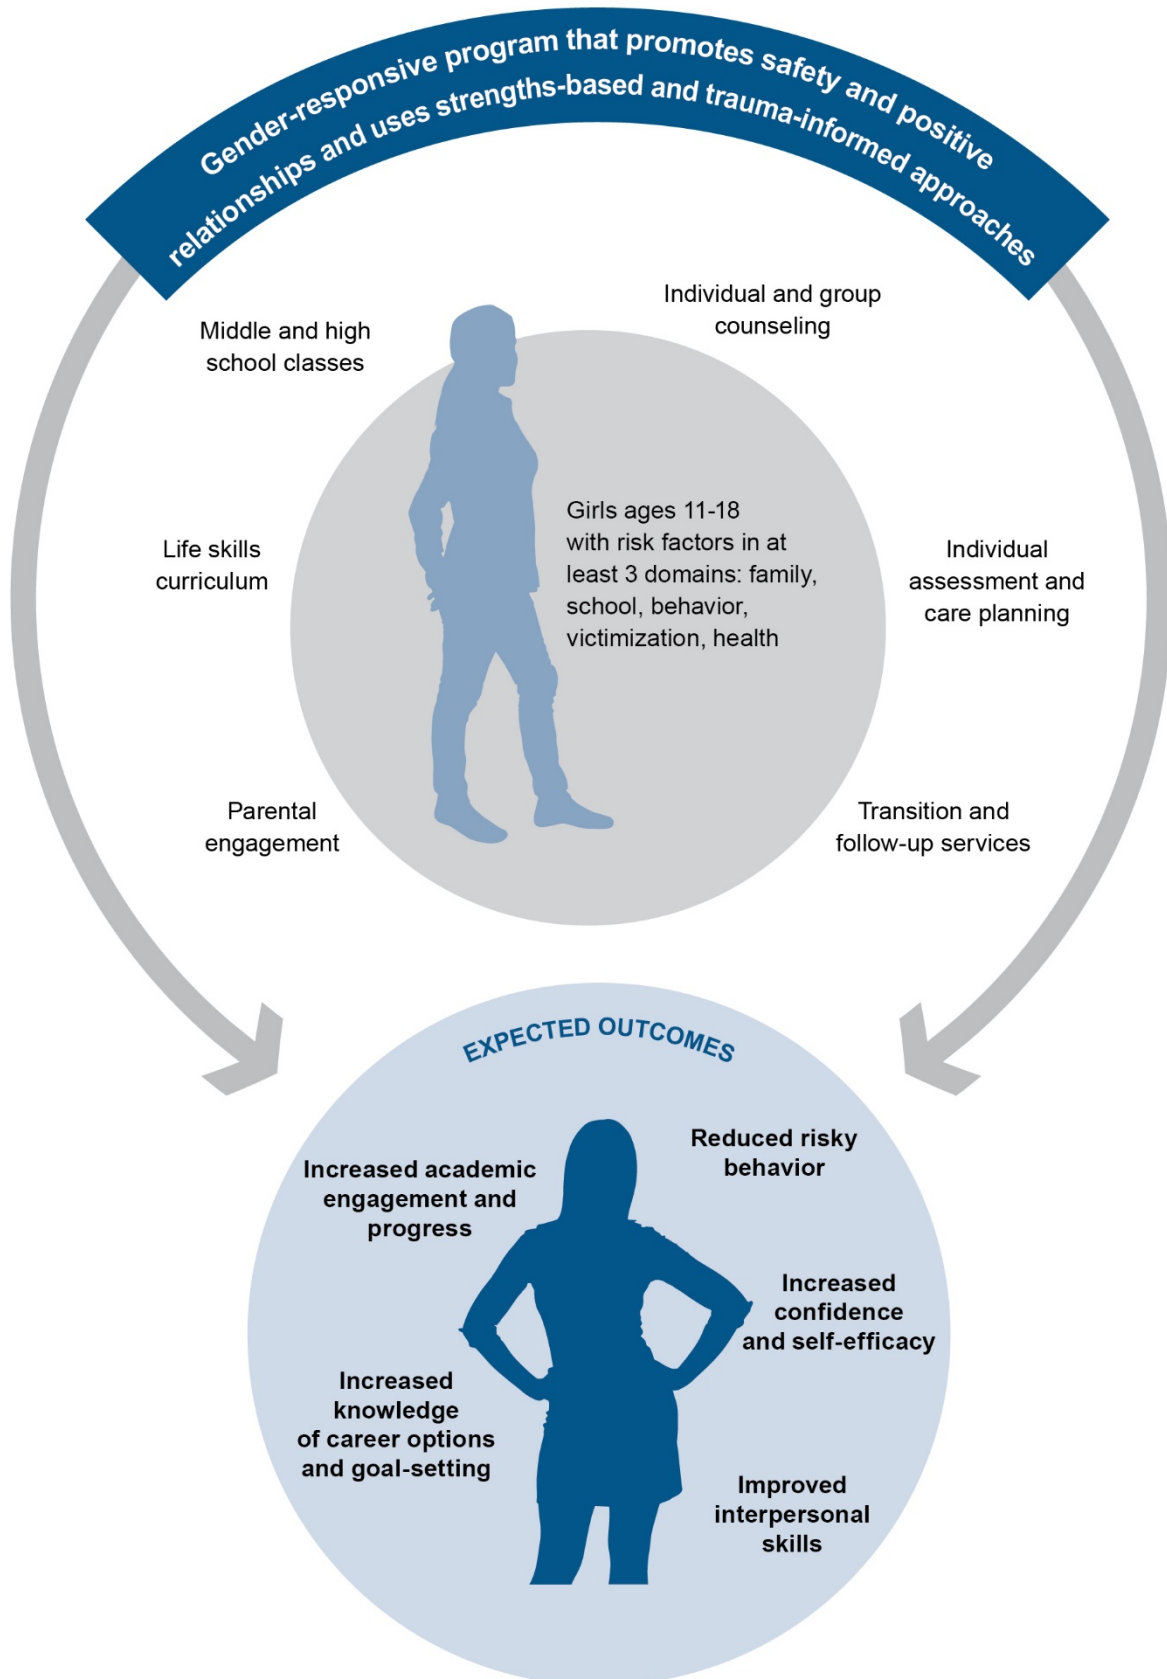 Gender-responsive program that promotes safety and positive
relationships and uses strengths-based and trauma-informed approaches
Middle and high
school classes
Individual and group
counseling
Life skills
curriculum
Girls ages 11-18
with risk factors in at
least 3 domains: family,
school, behavior,
victimization, health
Individual
assessment and
care planning
Parental
engagement
Transition and
follow-up services
EXPECTED OUTCOMES
Increased academic
engagement and
progress
Reduced risky
behavior
Increased
confidence
and self-efficacy
Increased
knowledge
of career options
and goal-setting
Improved
interpersonal
skills